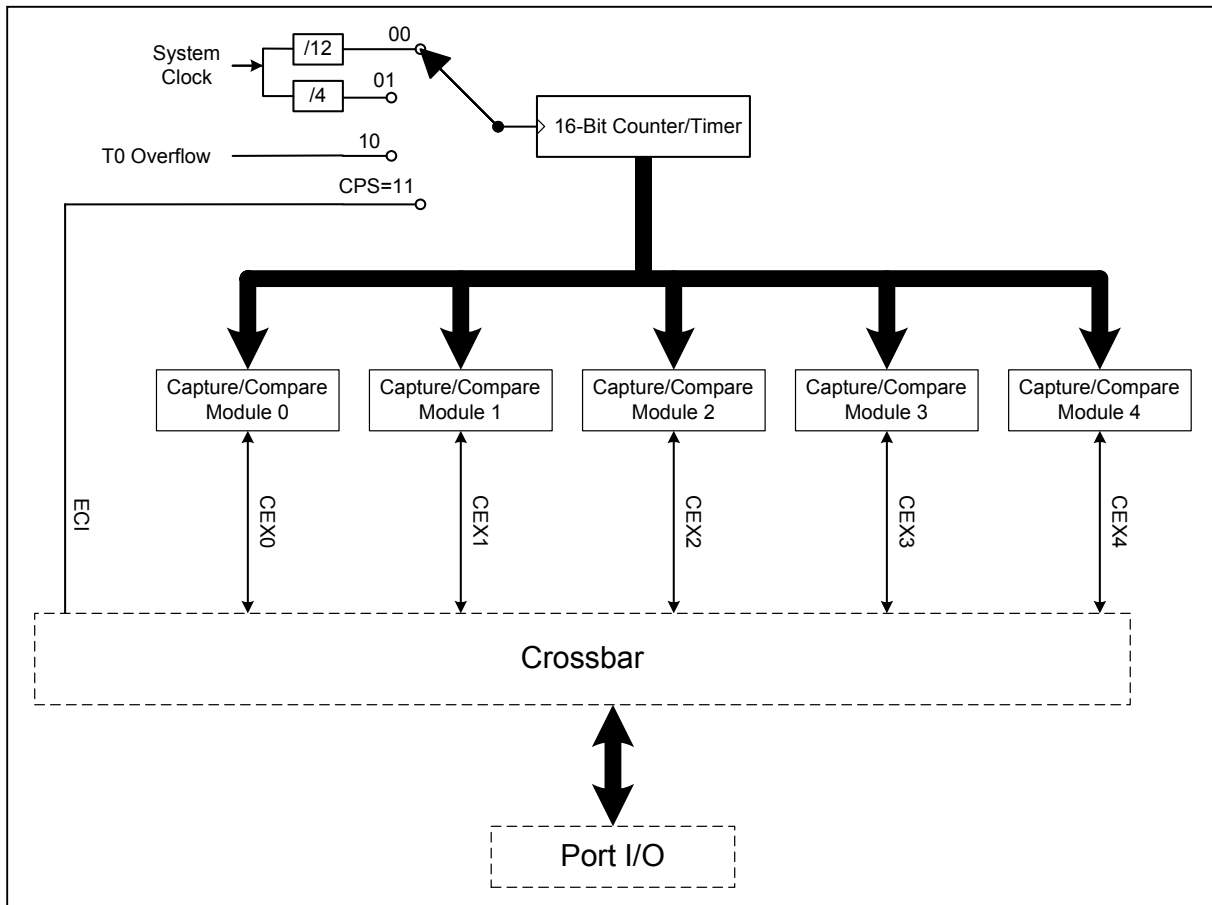 00
/12
System
Clock
01
/4
16-Bit Counter/Timer
10
T0 Overflow
CPS=11
Capture/Compare
Module 0
Capture/Compare
Module 1
Capture/Compare
Module 2
Capture/Compare
Module 3
Capture/Compare
Module 4
ECI
CEX0
CEX1
CEX2
CEX3
CEX4
Crossbar
Port I/O